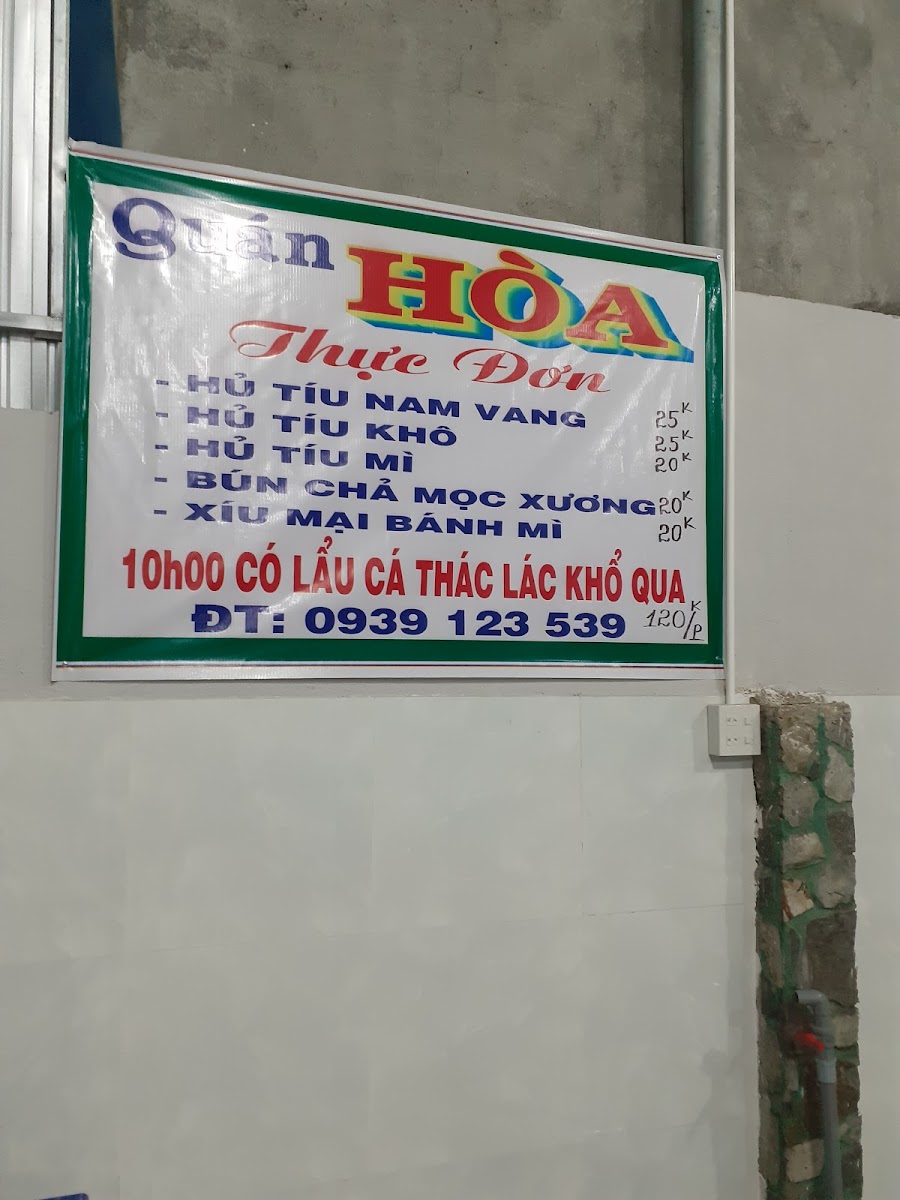 Quán HÒA
Thực Đơn
- HỦ TÍU NAM VANG 25K
- HỦ TÍU KHÔ 25K
- HỦ TÍU MÌ 20K
- BÚN CHẢ MỌC XƯƠNG 20K
- XÍU MẠI BÁNH MÌ 20K
10h00 CÓ LẨU CÁ THÁC LÁC KHỔ QUA
ĐT: 0939 123 539 120K/P